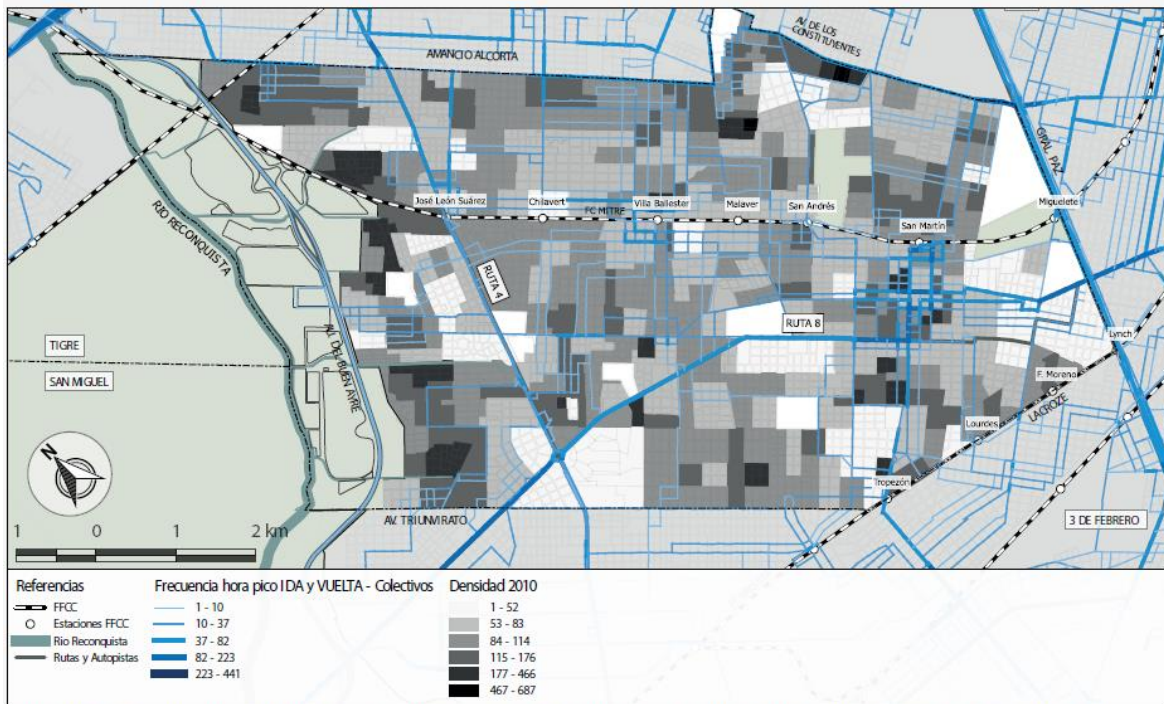 AMANCIO ALCORTA
AV. DE LOS
CONSTITUYENTES
GRAL. PAZ
RIO RECONQUISTA
José León Suárez
Chilavert
FC MITRE
Villa Ballester
Malaver
San Andrés
San Martín
Miguelete
RUTA 4
RUTA 8
AV. DEL BUEN AYRE
Lynch
TIGRE
SAN MIGUEL
F. Moreno
LACROZE
Lourdes
Tropezón
N
AV. TRIUNVIRATO
3 DE FEBRERO
1 0 1 2 km
Referencias
FFCC
Estaciones FFCC
Rio Reconquista
Rutas y Autopistas
Frecuencia hora pico IDA y VUELTA - Colectivos
1 - 10
10 - 37
37 - 82
82 - 223
223 - 441
Densidad 2010
1 - 52
53 - 83
84 - 114
115 - 176
177 - 466
467 - 687